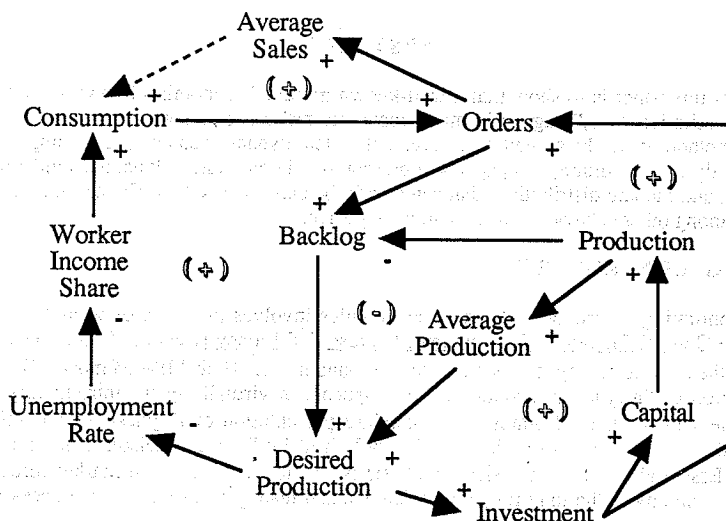 Average
Sales
+
+
(+)
+
+
Consumption
Orders
+
+
(+)
+
Worker
Income
Share
(+)
Backlog
-
Production
+
-
(-)
Average
Production
+
(+)
Unemployment
Rate
-
+
Capital
+
Desired
Production
+
+
+
Investment